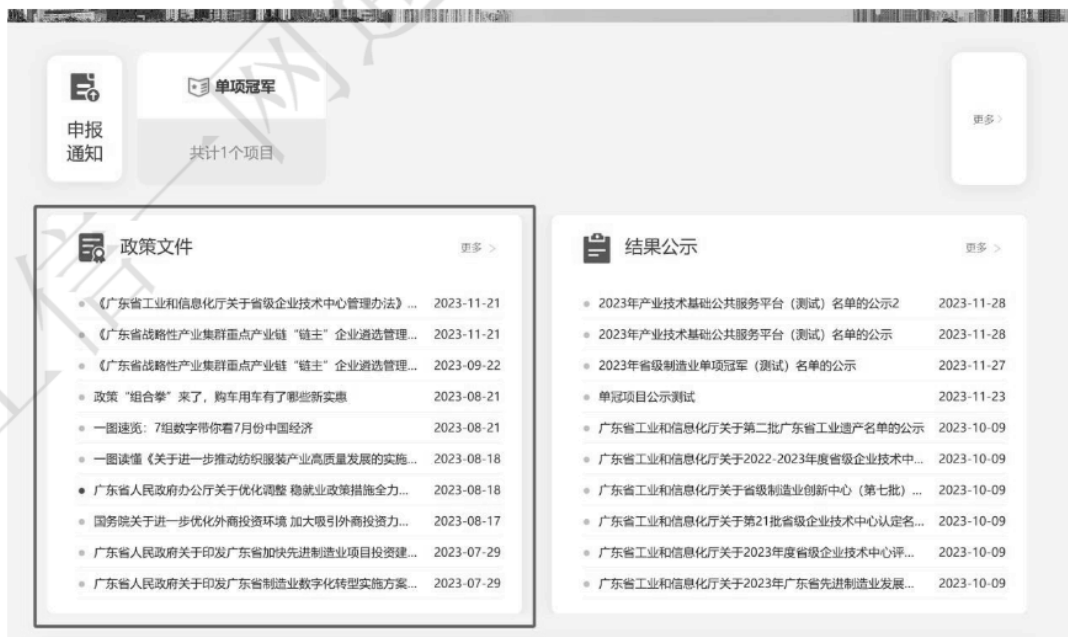 申报
通知
单项冠军
共计1个项目
更多 >
政策文件
更多 >
《广东省工业和信息化厅关于省级企业技术中心管理办法》... 2023-11-21
《广东省战略性产业集群重点产业链“链主”企业遴选管理... 2023-11-21
《广东省战略性产业集群重点产业链“链主”企业遴选管理... 2023-09-22
政策“组合拳”来了，购车用车有了哪些新实惠 2023-08-21
一图速览：7组数字带你看7月份中国经济 2023-08-21
一图读懂《关于进一步推动纺织服装产业高质量发展的实施... 2023-08-18
广东省人民政府办公厅关于优化调整 稳就业政策措施全力... 2023-08-18
国务院关于进一步优化外商投资环境 加大吸引外商投资力... 2023-08-17
广东省人民政府关于印发广东省加快先进制造业项目投资建... 2023-07-29
广东省人民政府关于印发广东省制造业数字化转型实施方案... 2023-07-29
结果公示
更多 >
2023年产业技术基础公共服务平台（测试）名单的公示2 2023-11-28
2023年产业技术基础公共服务平台（测试）名单的公示 2023-11-28
2023年省级制造业单项冠军（测试）名单的公示 2023-11-27
单冠项目公示测试 2023-11-23
广东省工业和信息化厅关于第二批广东省工业遗产名单的公示 2023-10-09
广东省工业和信息化厅关于2022-2023年度省级企业技术中... 2023-10-09
广东省工业和信息化厅关于省级制造业创新中心（第七批）... 2023-10-09
广东省工业和信息化厅关于第21批省级企业技术中心认定名... 2023-10-09
广东省工业和信息化厅关于2023年度省级企业技术中心评... 2023-10-09
广东省工业和信息化厅关于2023年广东省先进制造业发展... 2023-10-09